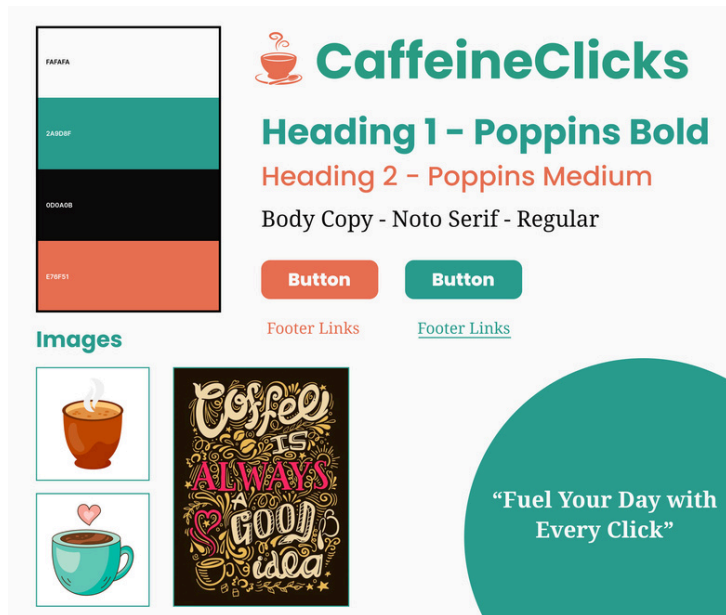 FAFAFA
2A9D8F
0D0A0B
E76F51
CaffeineClicks
Heading 1 - Poppins Bold
Heading 2 - Poppins Medium
Body Copy - Noto Serif - Regular
Button
Button
Footer Links
Footer Links
Images
Coffee
IS
ALWAYS
A
GOOD
idea
“Fuel Your Day with
Every Click”